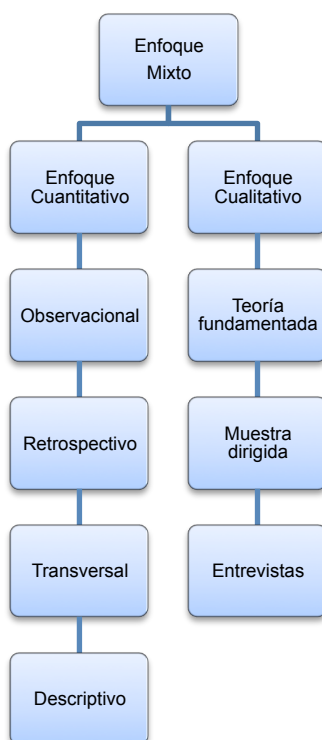 Enfoque
Mixto
Enfoque
Cuantitativo
Observacional
Retrospectivo
Transversal
Descriptivo
Enfoque
Cualitativo
Teoría
fundamentada
Muestra
dirigida
Entrevistas